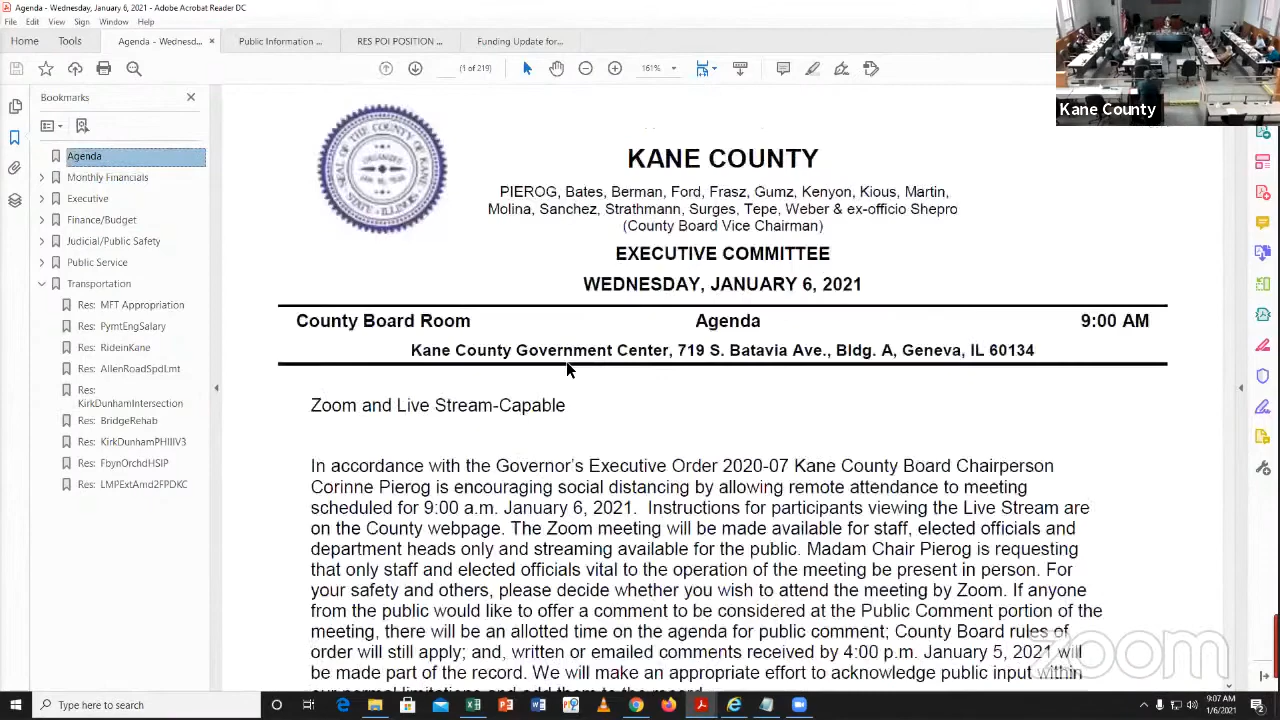 Agenda - Wednesday, January 6, 2021 - Adobe Acrobat Reader DC
File Edit View Sign Window Help
Home Tools Agenda - Wednesd... × Public Information ... RES POI POSITION ... Funding Update for...
(1 of 219) 161%
Kane County
Bookmarks
Agenda
Monthly Financials
Executive
Finance/Budget
Judicial/Public Safety
Public Service
Transportation
Res: MFT Appropriation
Res: PymtEngSalary
Res: RideinKane
Res: AllenRoadSpdLmt
Res:
KirkDunhamIntersection
Res: BridgeRehab
Res: KirkDunhamPHIIIV3
Res: FbynOrchdHSIP
Res: LMPExtAmd2FPDKC
KANE COUNTY
PIEROG, Bates, Berman, Ford, Frasz, Gumz, Kenyon, Kious, Martin,
Molina, Sanchez, Strathmann, Surges, Tepe, Weber & ex-officio Shepro
(County Board Vice Chairman)
EXECUTIVE COMMITTEE
WEDNESDAY, JANUARY 6, 2021
County Board Room Agenda 9:00 AM
Kane County Government Center, 719 S. Batavia Ave., Bldg. A, Geneva, IL 60134
Zoom and Live Stream-Capable
In accordance with the Governor's Executive Order 2020-07 Kane County Board Chairperson
Corinne Pierog is encouraging social distancing by allowing remote attendance to meeting
scheduled for 9:00 a.m. January 6, 2021. Instructions for participants viewing the Live Stream are
on the County webpage. The Zoom meeting will be made available for staff, elected officials and
department heads only and streaming available for the public. Madam Chair Pierog is requesting
that only staff and elected officials vital to the operation of the meeting be present in person. For
your safety and others, please decide whether you wish to attend the meeting by Zoom. If anyone
from the public would like to offer a comment to be considered at the Public Comment portion of the
meeting, there will be an allotted time on the agenda for public comment; County Board rules of
order will still apply; and, written or emailed comments received by 4:00 p.m. January 5, 2021 will
be made part of the record. We will make an appropriate effort to acknowledge public input within
zoom
Type here to search
9:07 AM
1/6/2021